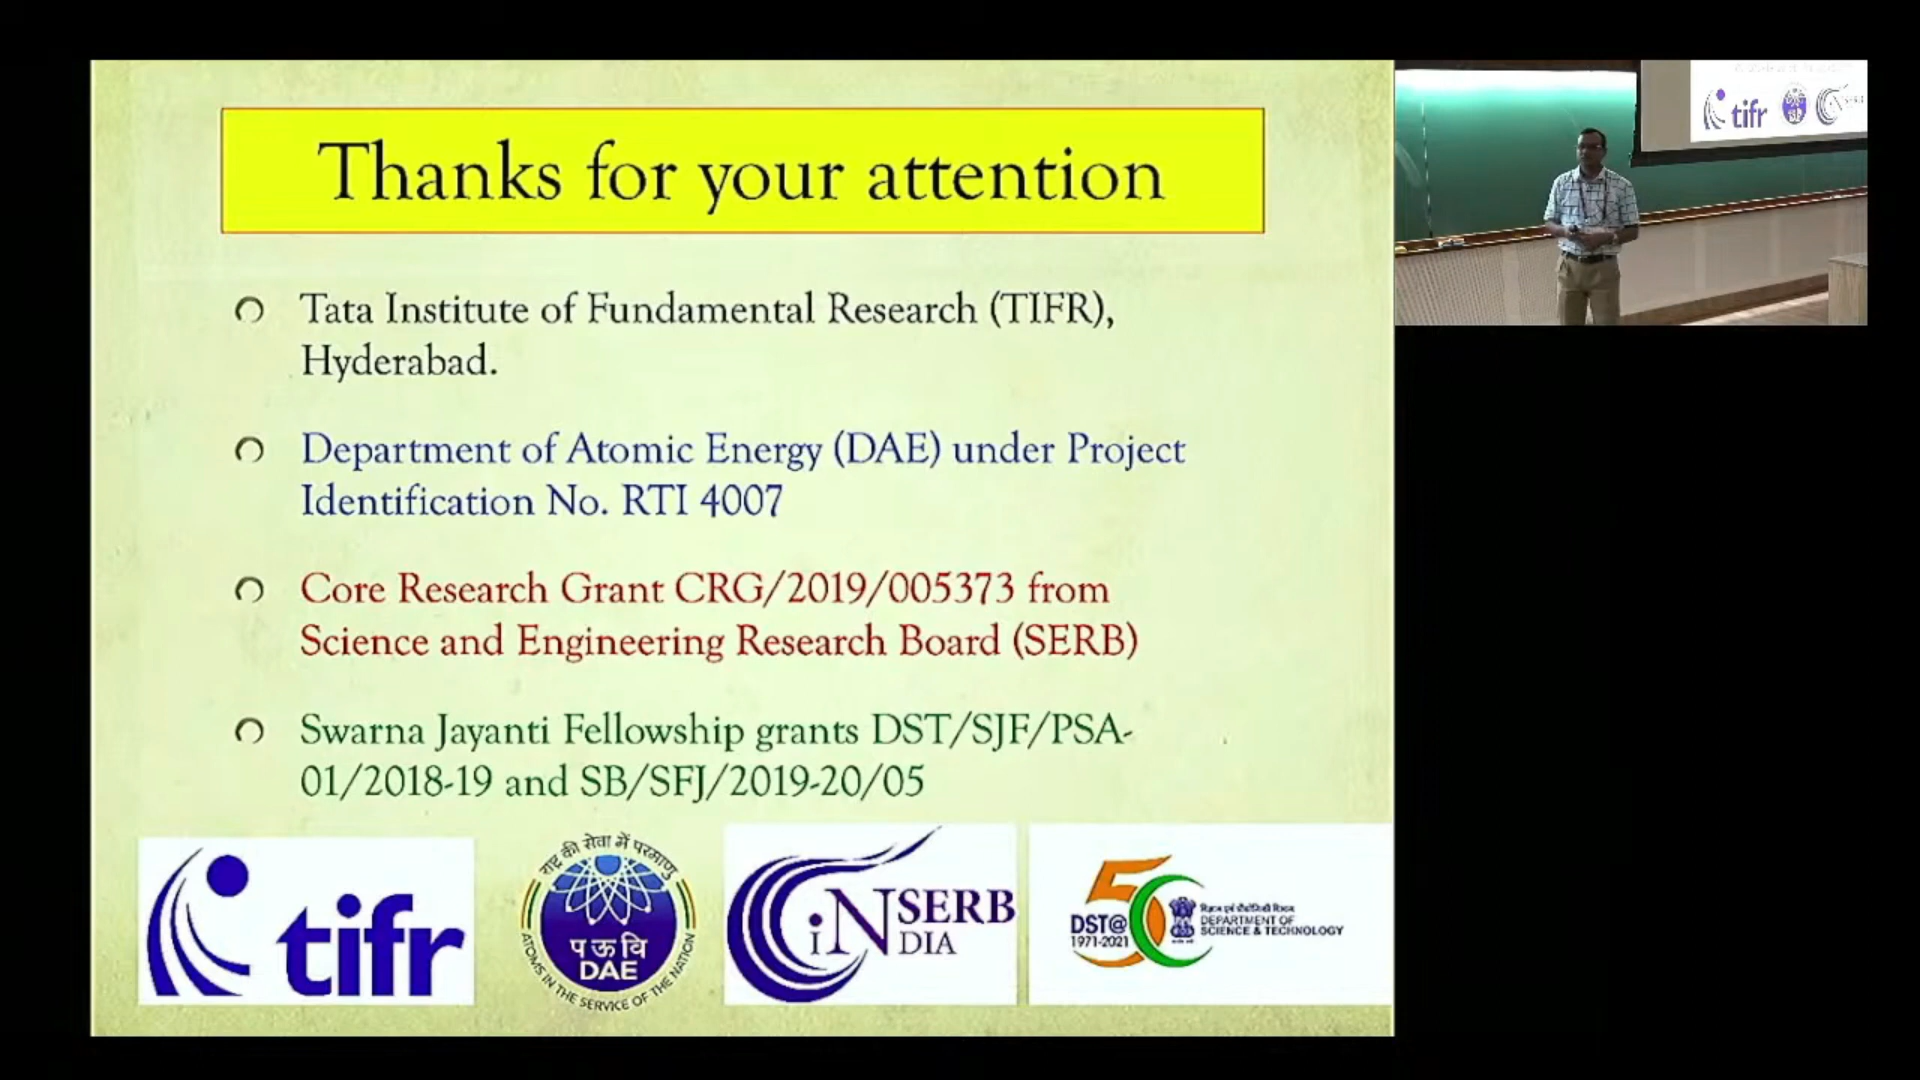 Thanks for your attention
Tata Institute of Fundamental Research (TIFR),
Hyderabad.
Department of Atomic Energy (DAE) under Project
Identification No. RTI 4007
Core Research Grant CRG/2019/005373 from
Science and Engineering Research Board (SERB)
Swarna Jayanti Fellowship grants DST/SJF/PSA-
01/2018-19 and SB/SFJ/2019-20/05
tifr
राष्ट्र की सेवा में परमाणु
प ऊ वि
DAE
ATOMS IN THE SERVICE OF THE NATION
iNSERB
DIA
50
DST@
1971-2021
DEPARTMENT OF
SCIENCE & TECHNOLOGY
tifr